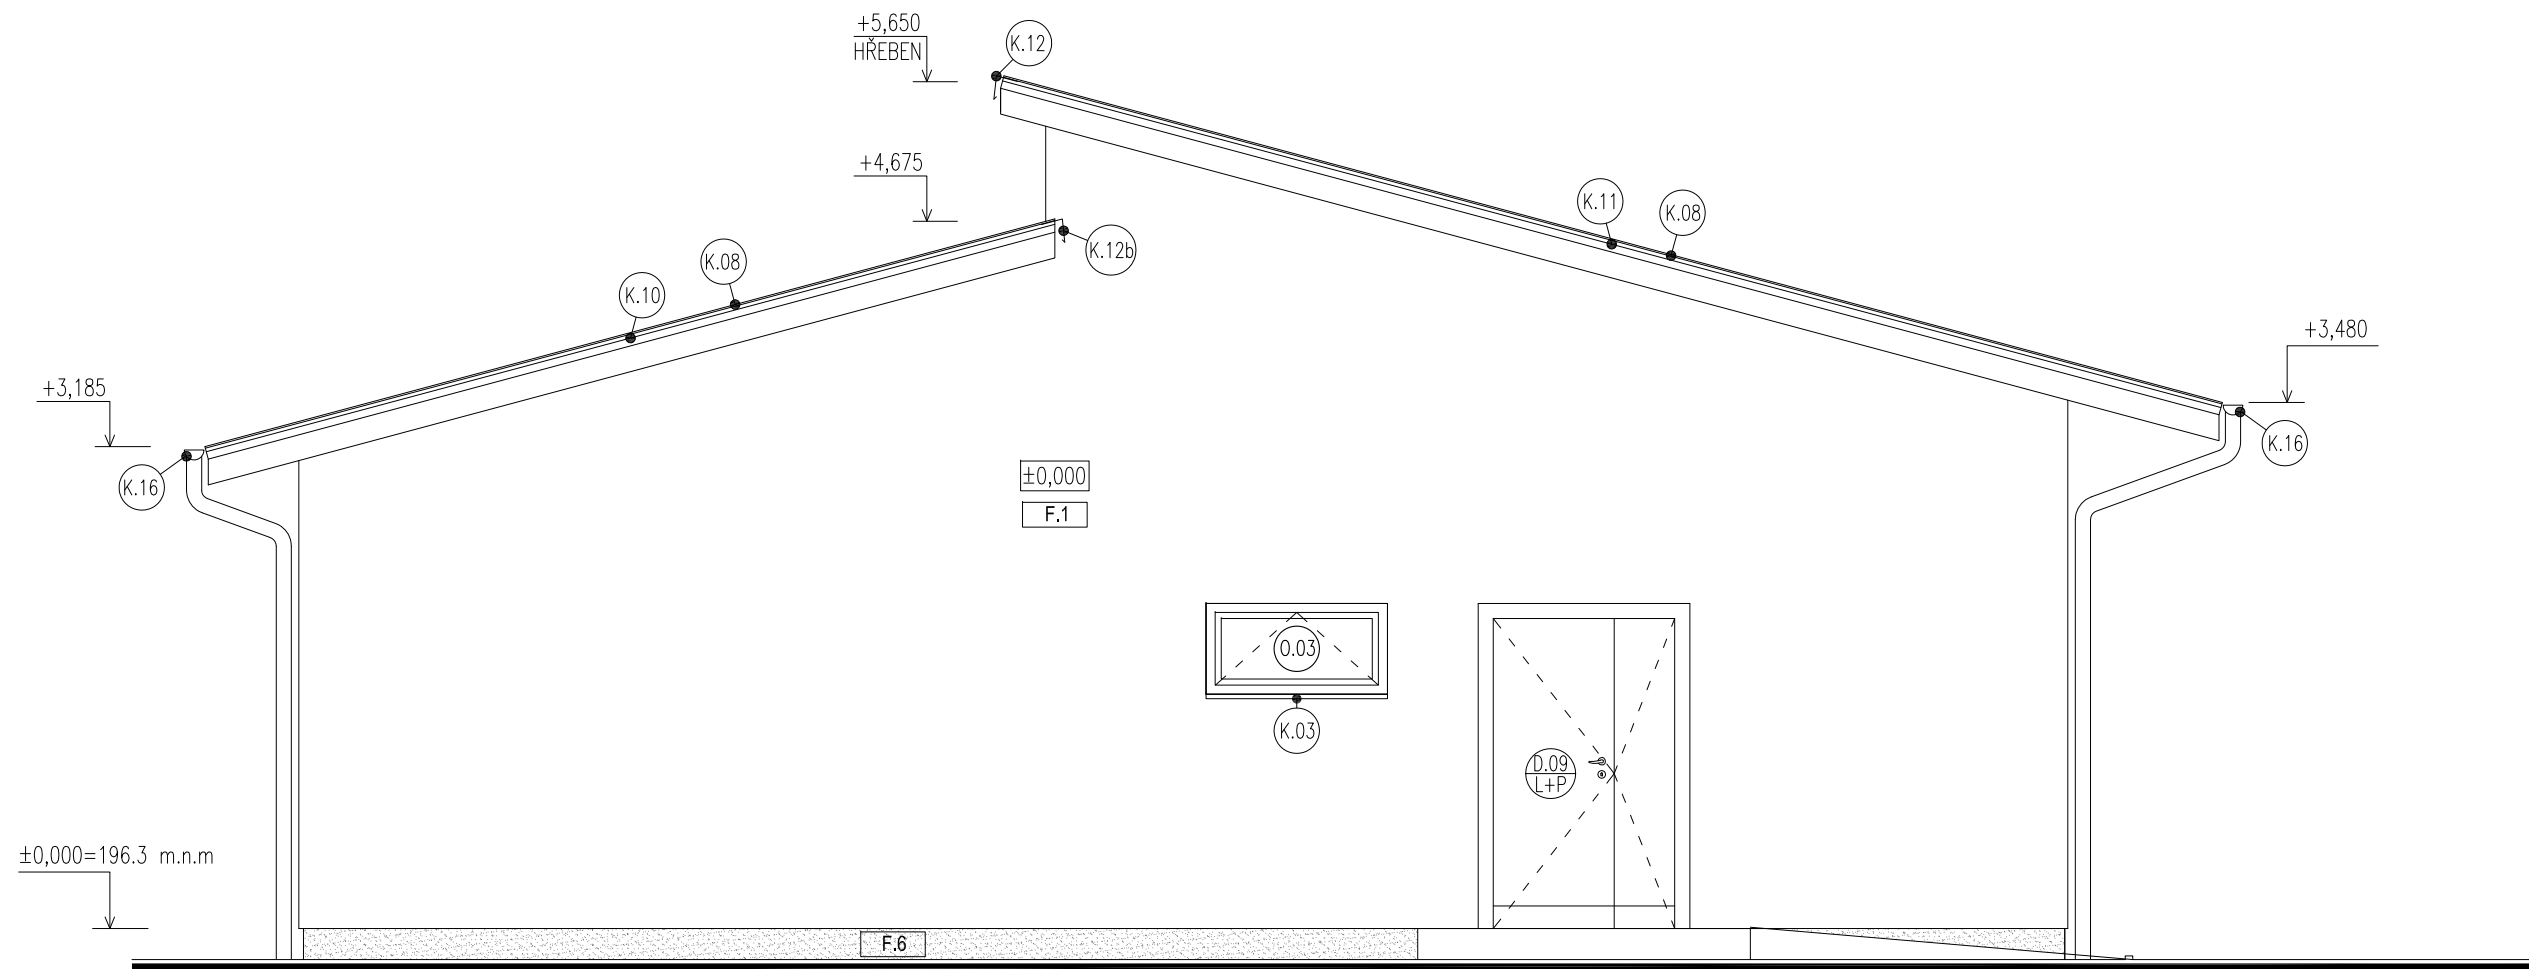 +5,650
HŘEBEN
K.12
+4,675
K.11
K.08
K.08
K.12b
K.10
+3,480
+3,185
K.16
K.16
±0,000
F.1
O.03
K.03
D.09
L+P
±0,000=196.3 m.n.m
F.6